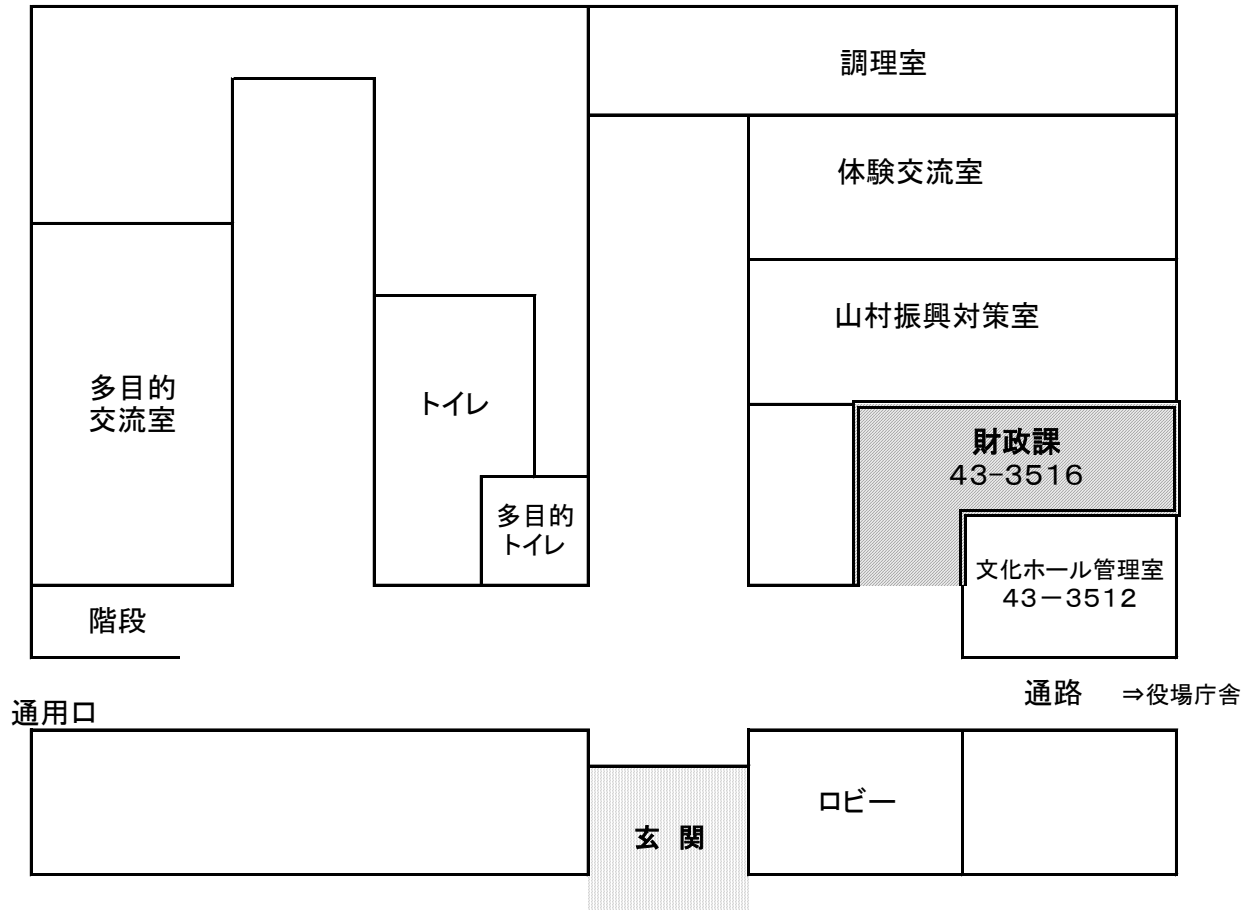 調理室
体験交流室
山村振興対策室
多目的
交流室
トイレ
財政課
43-3516
多目的
トイレ
文化ホール管理室
43－3512
階段
通路　⇒役場庁舎
通用口
ロビー
玄 関